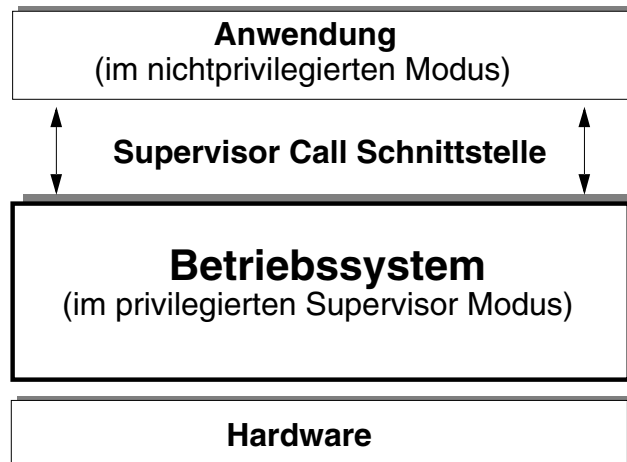 Anwendung
(im nichtprivilegierten Modus)
Supervisor Call Schnittstelle
Betriebssystem
(im privilegierten Supervisor Modus)
Hardware